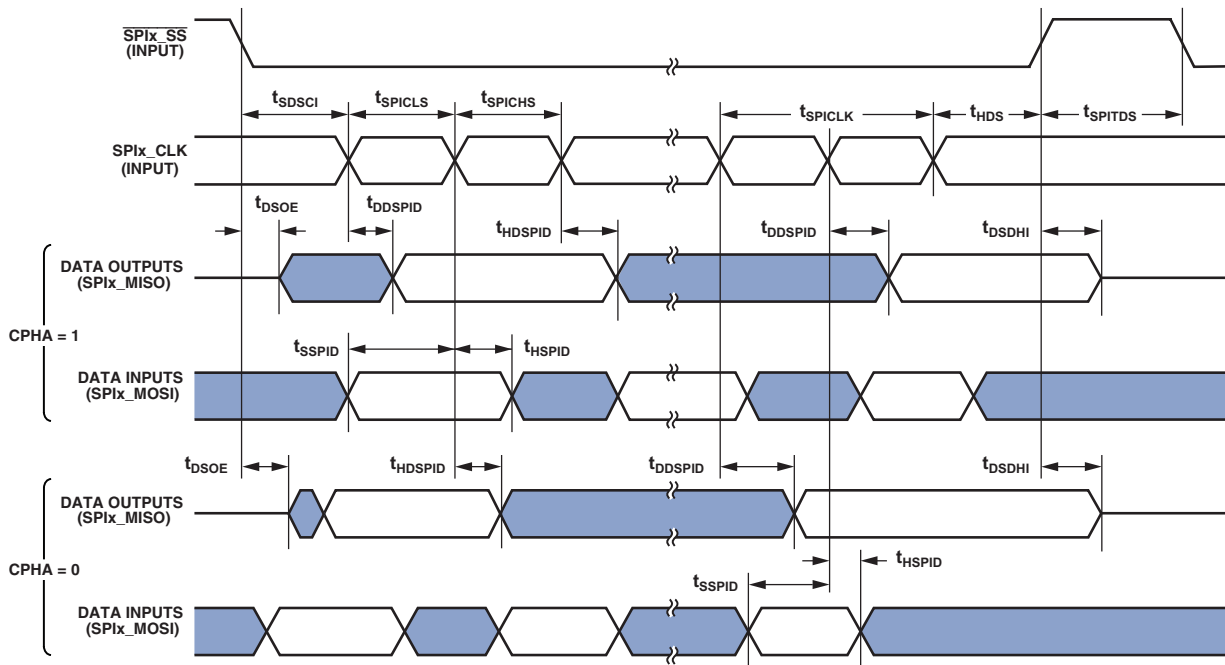 SPIx_SS
(INPUT)
tSDSCI
tSPICLS
tSPICHS
tSPICLK
tHDS
tSPITDS
SPIx_CLK
(INPUT)
tDSOE
tDDSPID
tHDSPID
tDDSPID
tDSDHI
DATA OUTPUTS
(SPIx_MISO)
CPHA = 1
tSSPID
tHSPID
DATA INPUTS
(SPIx_MOSI)
tDSOE
tHDSPID
tDDSPID
tDSDHI
DATA OUTPUTS
(SPIx_MISO)
CPHA = 0
tHSPID
tSSPID
DATA INPUTS
(SPIx_MOSI)